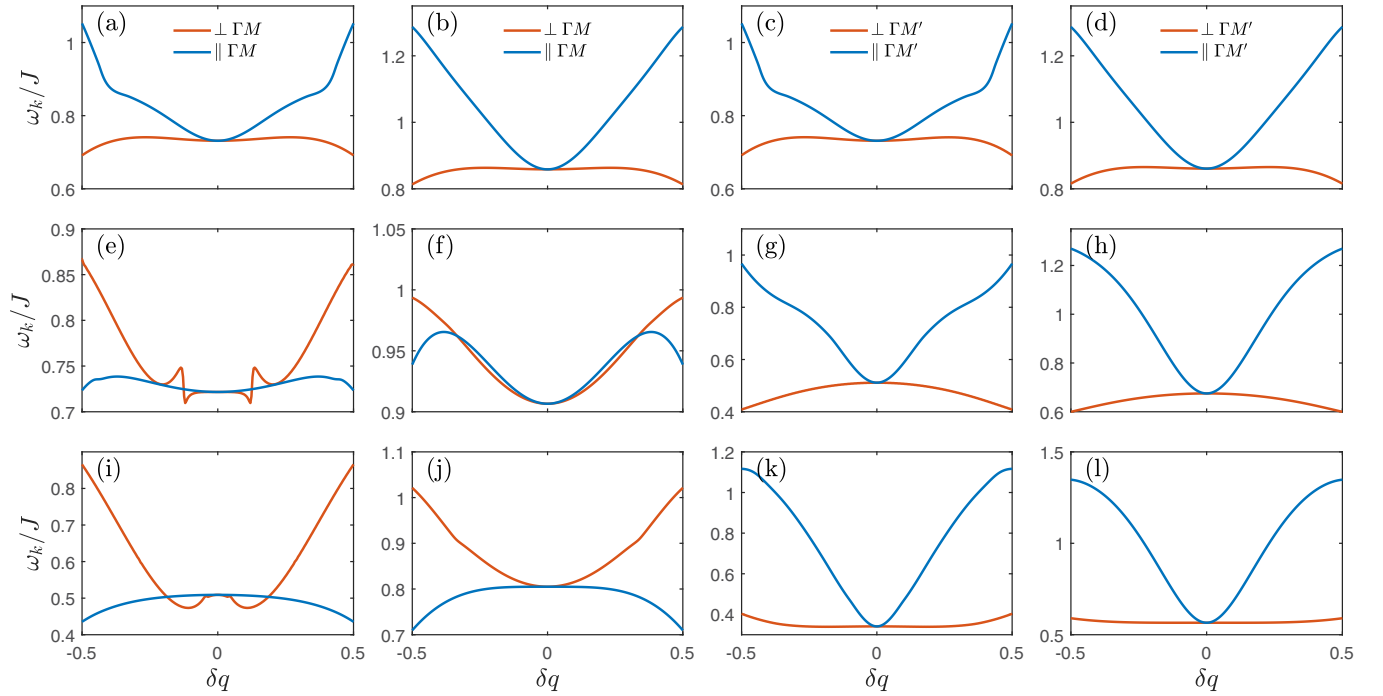 (a) ⊥ ΓM ∥ ΓM
(b) ⊥ ΓM ∥ ΓM
(c) ⊥ ΓM′ ∥ ΓM′
(d) ⊥ ΓM′ ∥ ΓM′
ω_k/J
1 0.8 0.6
1.2 1 0.8
1 0.8 0.6
1.2 1 0.8
(e) (f) (g) (h)
ω_k/J
0.9 0.85 0.8 0.75 0.7
1.05 1 0.95 0.9
1 0.8 0.6 0.4
1.2 1 0.8 0.6
(i) (j) (k) (l)
ω_k/J
0.8 0.7 0.6 0.5 0.4
1.1 1 0.9 0.8 0.7
1.2 1 0.8 0.6 0.4
1.5 1 0.5
-0.5 0 0.5 -0.5 0 0.5 -0.5 0 0.5 -0.5 0 0.5
δq δq δq δq